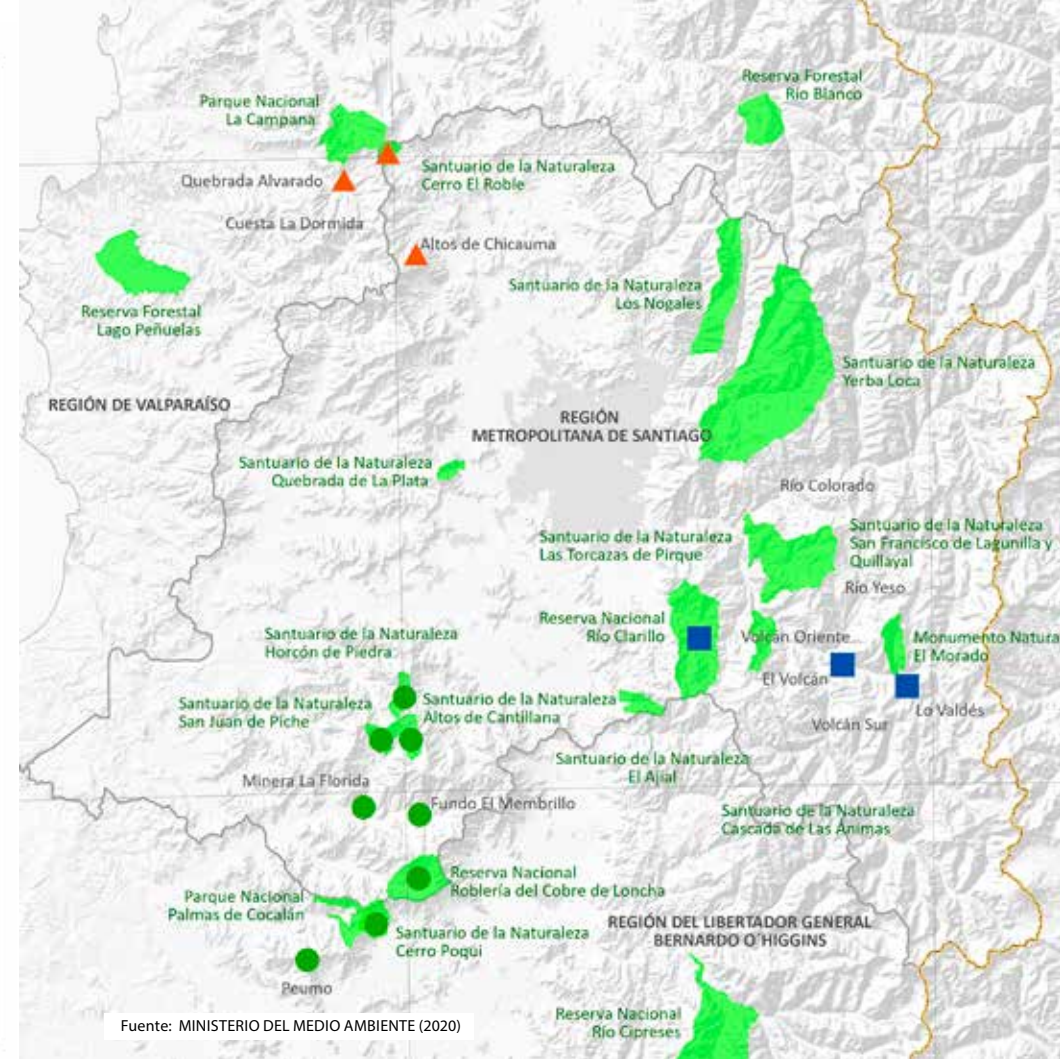 Reserva Forestal
Río Blanco
Parque Nacional
La Campana
Santuario de la Naturaleza
Cerro El Roble
Quebrada Alvarado
Cuesta La Dormida
Altos de Chicauma
Santuario de la Naturaleza
Los Nogales
Reserva Forestal
Lago Peñuelas
Santuario de la Naturaleza
Yerba Loca
REGIÓN DE VALPARAÍSO
REGIÓN
METROPOLITANA DE SANTIAGO
Santuario de la Naturaleza
Quebrada de La Plata
Río Colorado
Santuario de la Naturaleza
Las Torcazas de Pirque
Santuario de la Naturaleza
San Francisco de Lagunilla y
Quillayal
Río Yeso
Reserva Nacional
Río Clarillo
Santuario de la Naturaleza
Horcón de Piedra
Volcán Oriente
Monumento Natura
El Morado
El Volcán
Santuario de la Naturaleza
San Juan de Piche
Santuario de la Naturaleza
Altos de Cantillana
Lo Valdés
Volcán Sur
Santuario de la Naturaleza
El Ajial
Minera La Florida
Fundo El Membrillo
Santuario de la Naturaleza
Cascada de Las Ánimas
Reserva Nacional
Roblería del Cobre de Loncha
Parque Nacional
Palmas de Cocalán
REGIÓN DEL LIBERTADOR GENERAL
BERNARDO O´HIGGINS
Santuario de la Naturaleza
Cerro Poqui
Peumo
Reserva Nacional
Río Cipreses
Fuente: MINISTERIO DEL MEDIO AMBIENTE (2020)